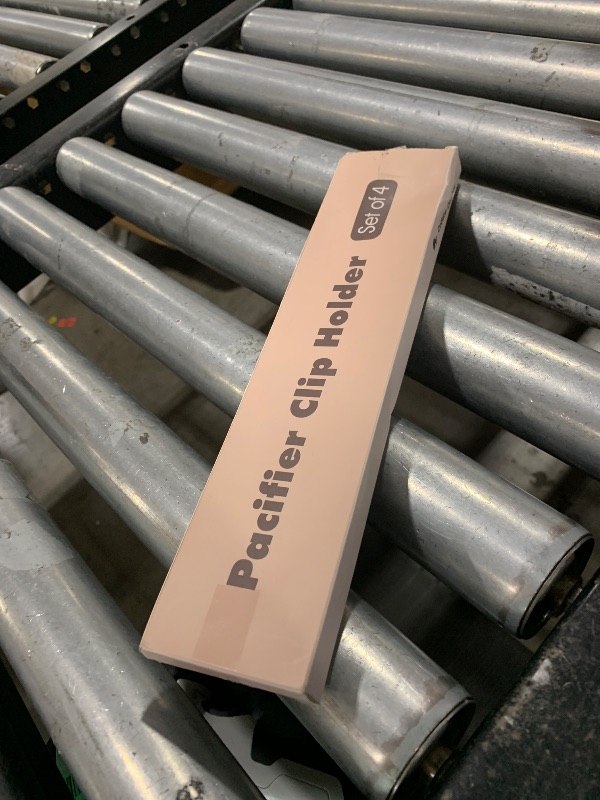 Pacifier Clip Holder Set of 4